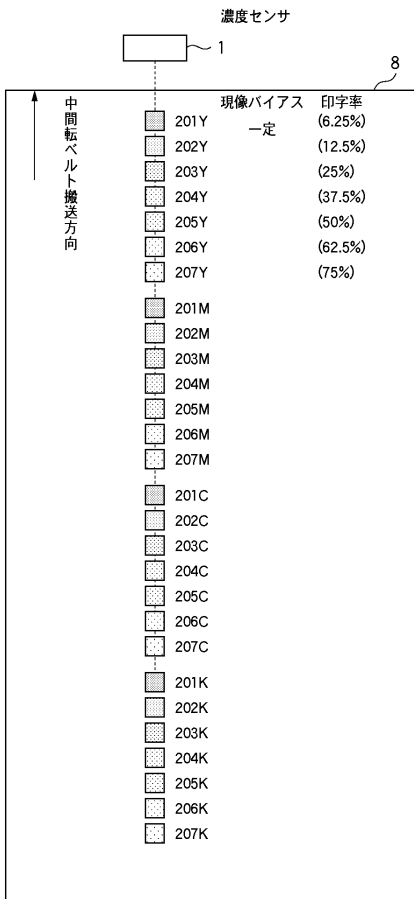 濃度センサ
1
8
中間転ベルト搬送方向
現像バイアス 印字率
一定
201Y (6.25%)
202Y (12.5%)
203Y (25%)
204Y (37.5%)
205Y (50%)
206Y (62.5%)
207Y (75%)
201M
202M
203M
204M
205M
206M
207M
201C
202C
203C
204C
205C
206C
207C
201K
202K
203K
204K
205K
206K
207K